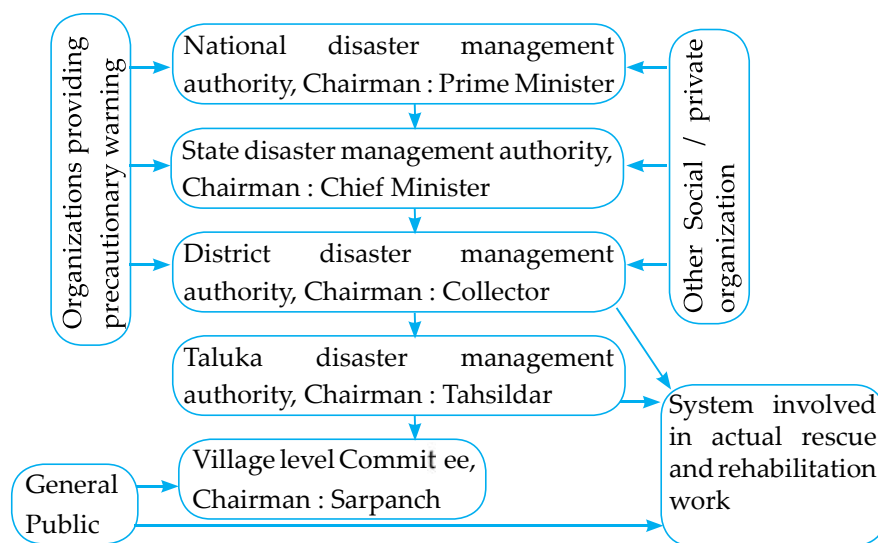 Organizations providing
precautionary warning
National disaster management
authority, Chairman : Prime Minister
State disaster management authority,
Chairman : Chief Minister
District disaster management
authority, Chairman : Collector
Taluka disaster management
authority, Chairman : Tahsildar
Village level Commit ee,
Chairman : Sarpanch
Other Social / private
organization
System involved
in actual rescue
and rehabilitation
work
General
Public